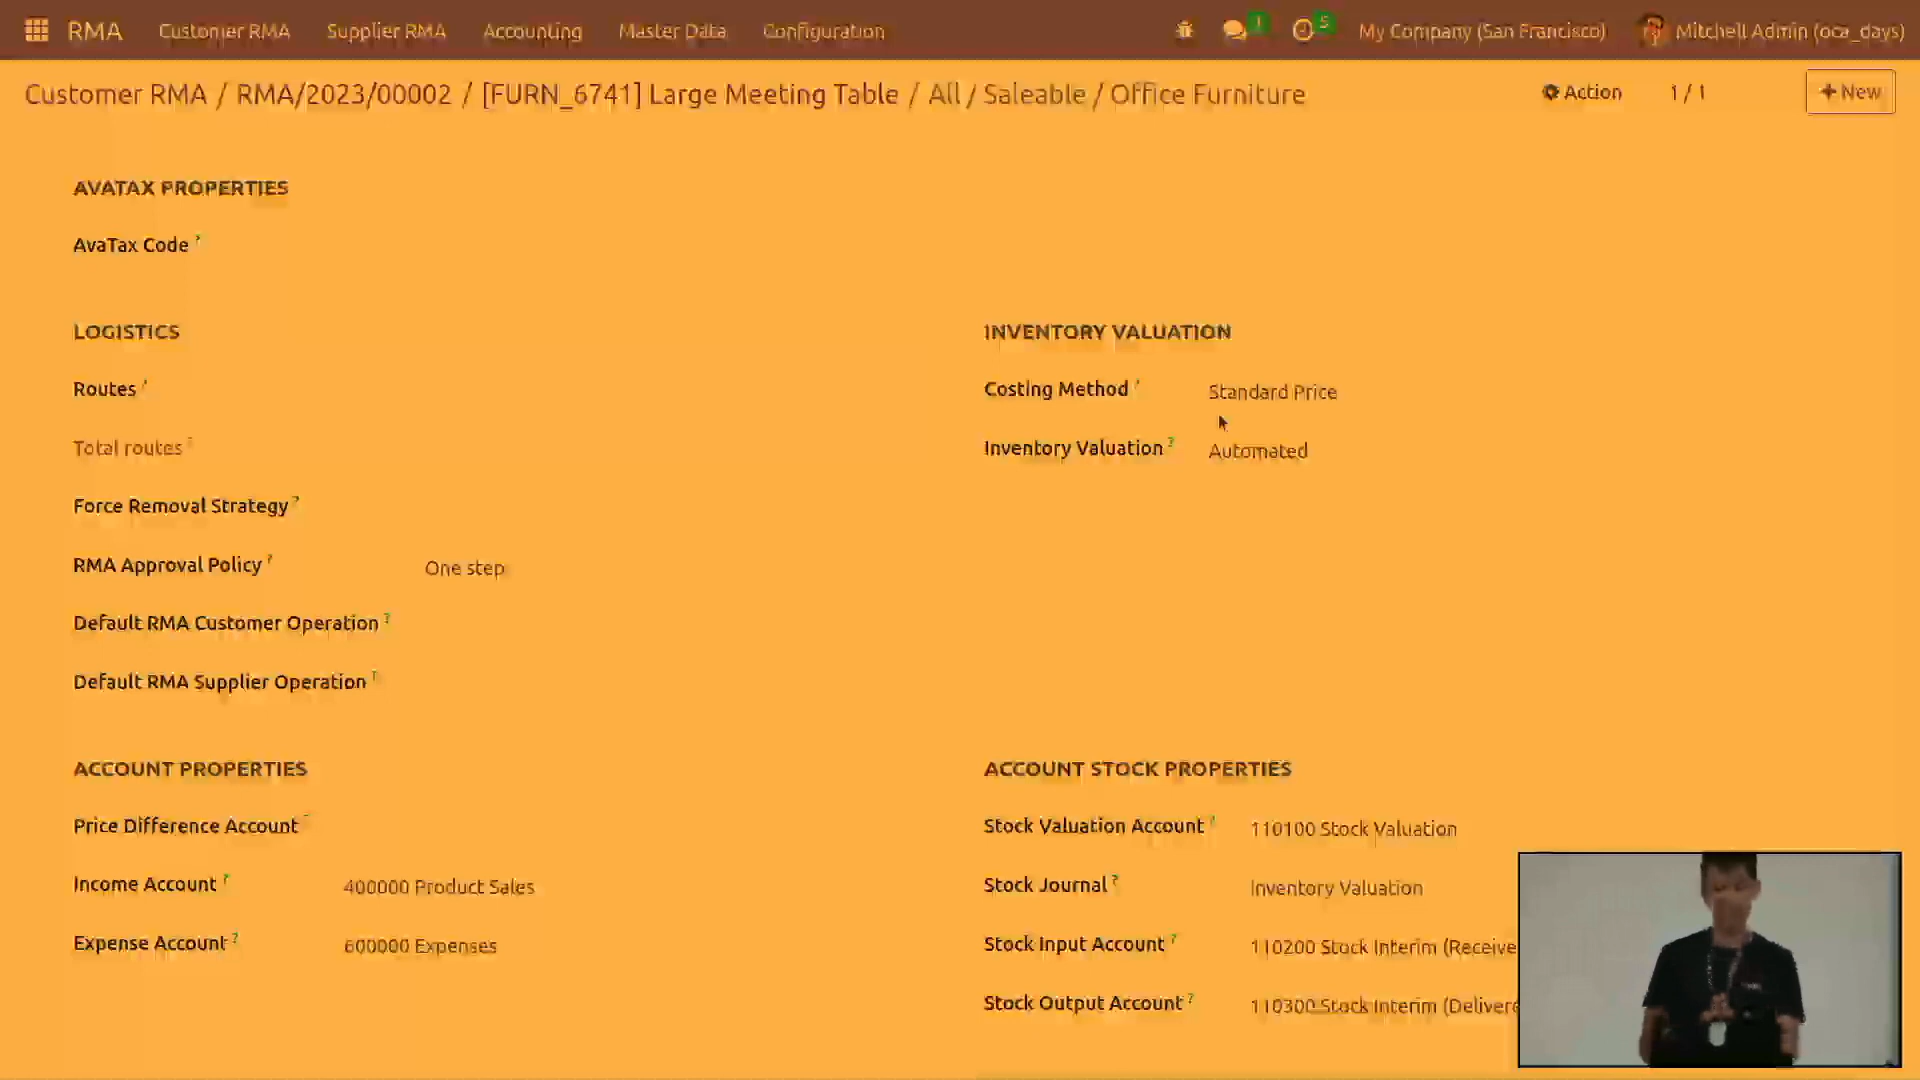 RMA Customer RMA Supplier RMA Accounting Master Data Configuration 1 5 My Company (San Francisco) Mitchell Admin (oca_days)
Customer RMA / RMA/2023/00002 / [FURN_6741] Large Meeting Table / All / Saleable / Office Furniture Action 1 / 1 +New
AVATAX PROPERTIES
AvaTax Code ?
LOGISTICS
Routes ?
Total routes ?
Force Removal Strategy ?
RMA Approval Policy ? One step
Default RMA Customer Operation ?
Default RMA Supplier Operation ?
INVENTORY VALUATION
Costing Method ? Standard Price
Inventory Valuation ? Automated
ACCOUNT PROPERTIES
Price Difference Account ?
Income Account ? 400000 Product Sales
Expense Account ? 600000 Expenses
ACCOUNT STOCK PROPERTIES
Stock Valuation Account ? 110100 Stock Valuation
Stock Journal ? Inventory Valuation
Stock Input Account ? 110200 Stock Interim (Receive
Stock Output Account ? 110300 Stock Interim (Delivere